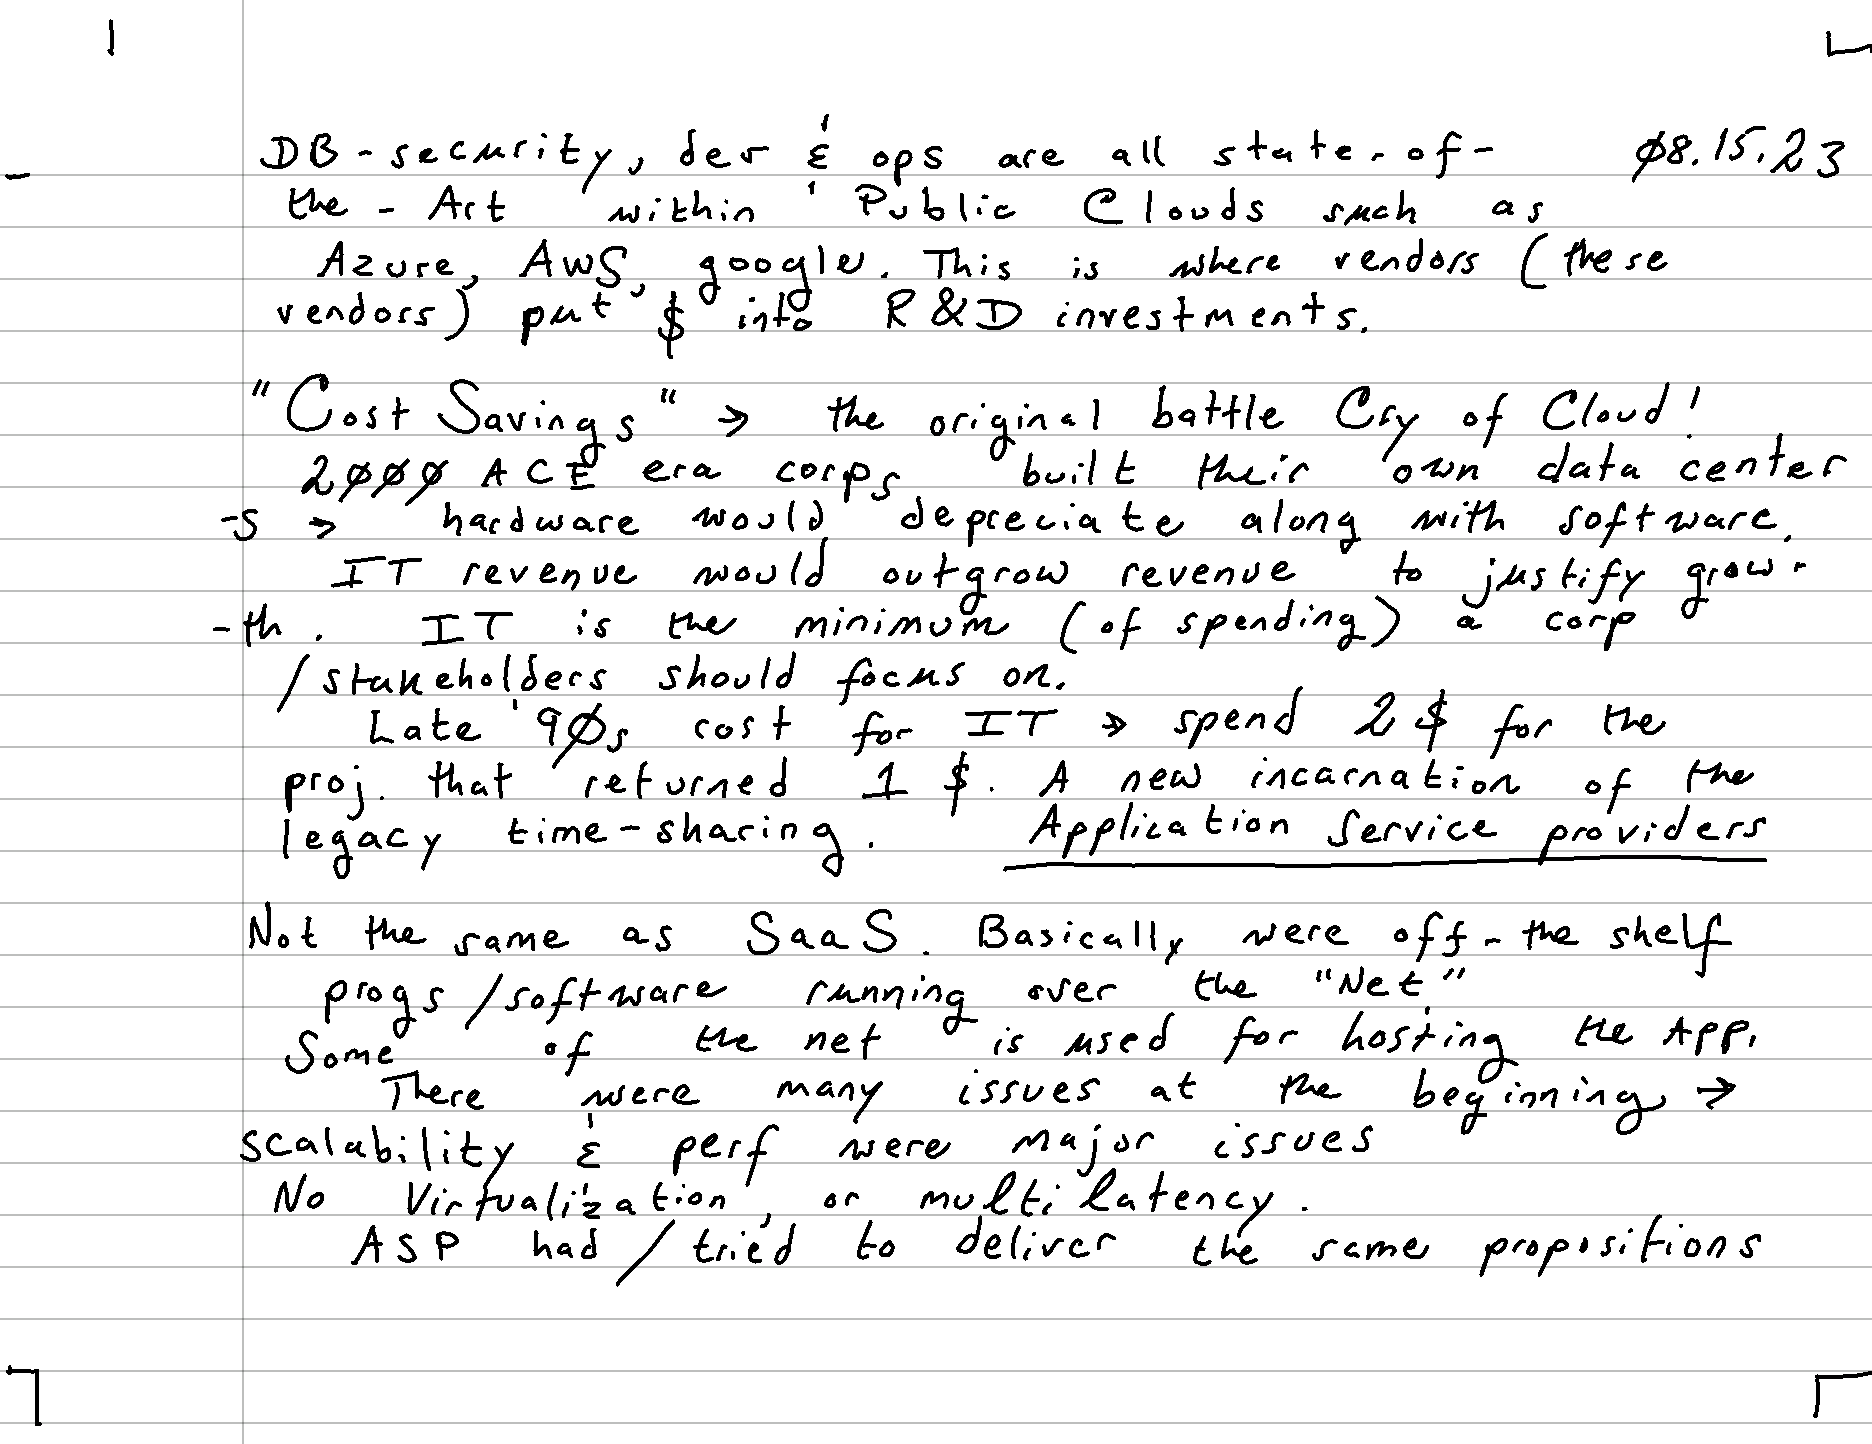 DB-security, dev & ops are all state-of- Ø8.15.23
the-Art within Public Clouds such as
Azure, AWS, google. This is where vendors (these
vendors) put $ into R&D investments.
"Cost Savings" → the original battle Cry of Cloud!
2ØØØ ACE era corps built their own data center
-s → hardware would depreciate along with software.
IT revenue would outgrow revenue to justify grow-
-th. IT is the minimum (of spending) a corp
/stakeholders should focus on.
Late '9Øs cost for IT → spend 2$ for the
proj. that returned 1 $. A new incarnation of the
legacy time-sharing. Application Service providers
Not the same as SaaS. Basically were off-the shelf
progs/software running over the "Net"
Some of the net is used for hosting the App.
There were many issues at the beginning →
scalability & perf were major issues
No Virtualization, or multi latency.
ASP had/tried to deliver the same propositions